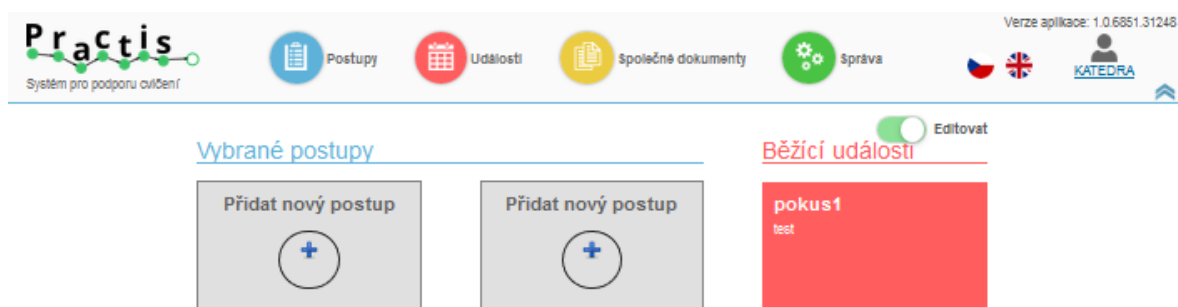 Verze aplikace: 1.0.6851.31248
Practis
Systém pro podporu cvičení
Postupy
Události
Společné dokumenty
Správa
KATEDRA
Editovat
Vybrané postupy
Běžící události
Přidat nový postup
Přidat nový postup
pokus1
test